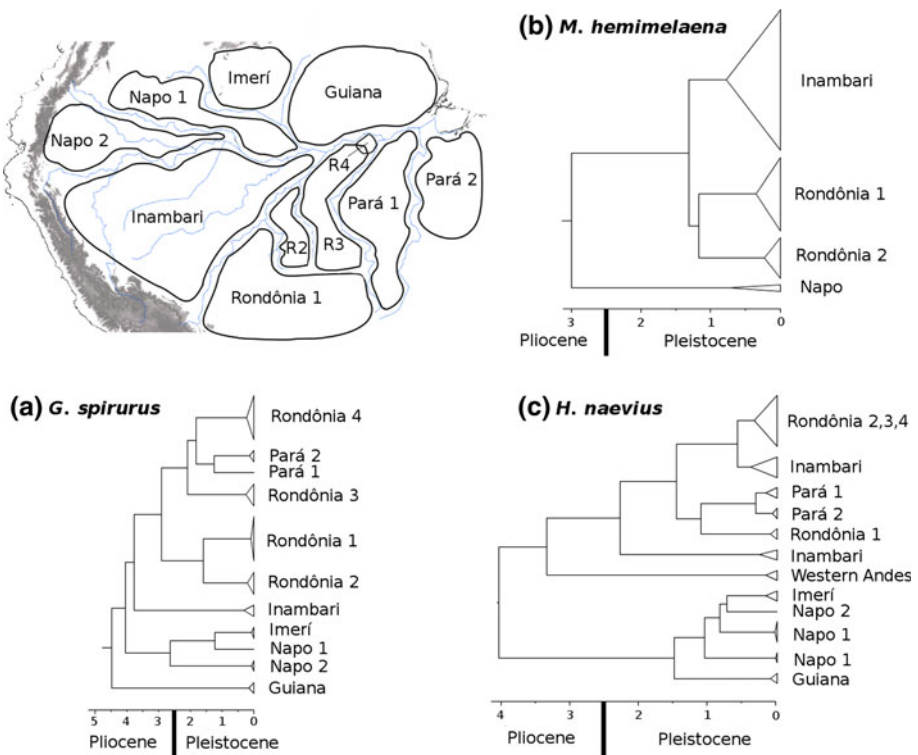 Imerí
Napo 1
Guiana
Napo 2
R4
Inambari
Pará 1
Pará 2
R2
R3
Rondônia 1
(b) M. hemimelaena
Inambari
Rondônia 1
Rondônia 2
Napo
3 2 1 0
Pliocene Pleistocene
(a) G. spirurus
Rondônia 4
Pará 2
Pará 1
Rondônia 3
Rondônia 1
Rondônia 2
Inambari
Imerí
Napo 1
Napo 2
Guiana
5 4 3 2 1 0
Pliocene Pleistocene
(c) H. naevius
Rondônia 2,3,4
Inambari
Pará 1
Pará 2
Rondônia 1
Inambari
Western Andes
Imerí
Napo 2
Napo 1
Napo 1
Guiana
4 3 2 1 0
Pliocene Pleistocene